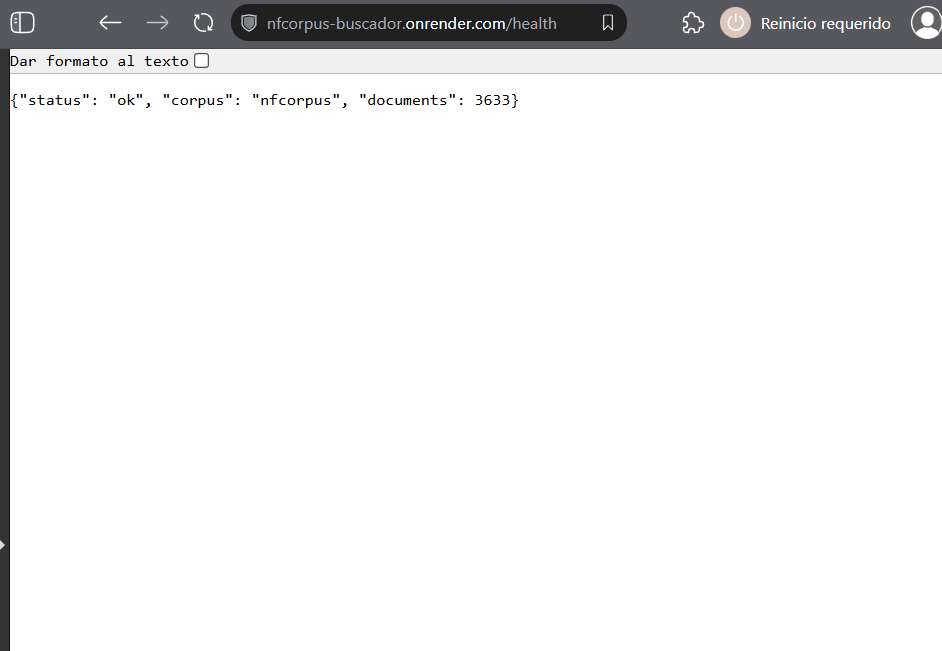 nfcorpus-buscador.onrender.com/health
Reinicio requerido
Dar formato al texto
{"status": "ok", "corpus": "nfcorpus", "documents": 3633}